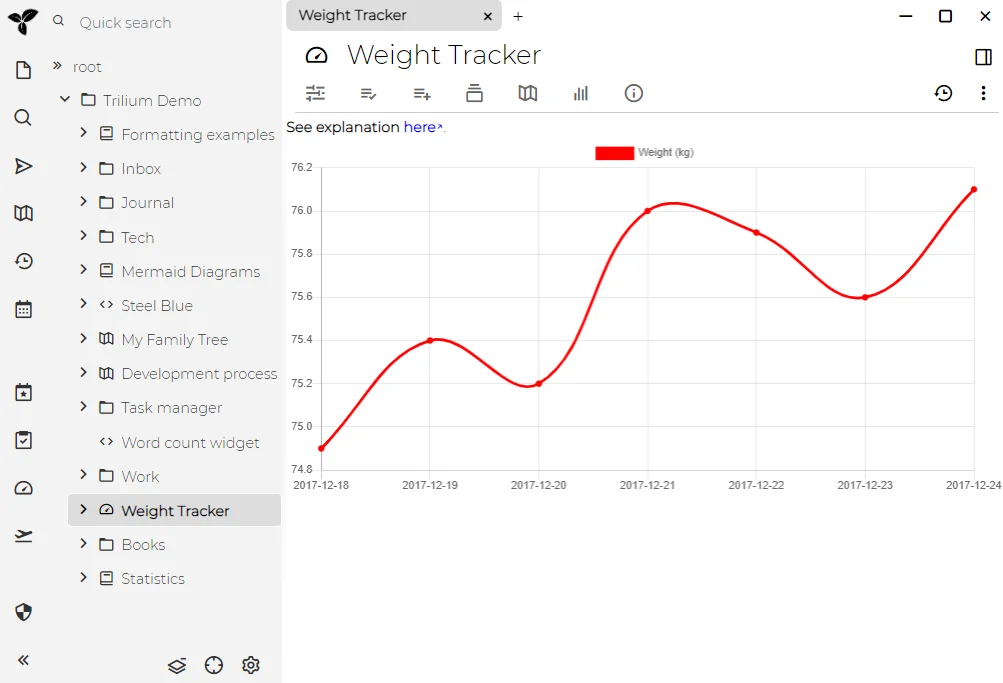 Quick search
root
Trilium Demo
Formatting examples
Inbox
Journal
Tech
Mermaid Diagrams
Steel Blue
My Family Tree
Development process
Task manager
Word count widget
Work
Weight Tracker
Books
Statistics
Weight Tracker
Weight Tracker
See explanation here.
Weight (kg)
76.2
76.0
75.8
75.6
75.4
75.2
75.0
74.8
2017-12-18 2017-12-19 2017-12-20 2017-12-21 2017-12-22 2017-12-23 2017-12-24